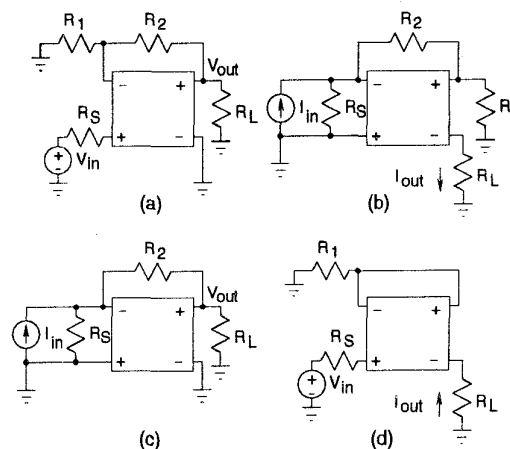 R1 R2
Vout
- +
RS
+ -
RL
Vin
(a)
R2
- +
Iin RS
+ -
R
Iout ↓ RL
(b)
R2
Vout
- +
Iin RS
+ -
RL
(c)
R1
- +
RS
+ -
Vin
Iout ↑ RL
(d)